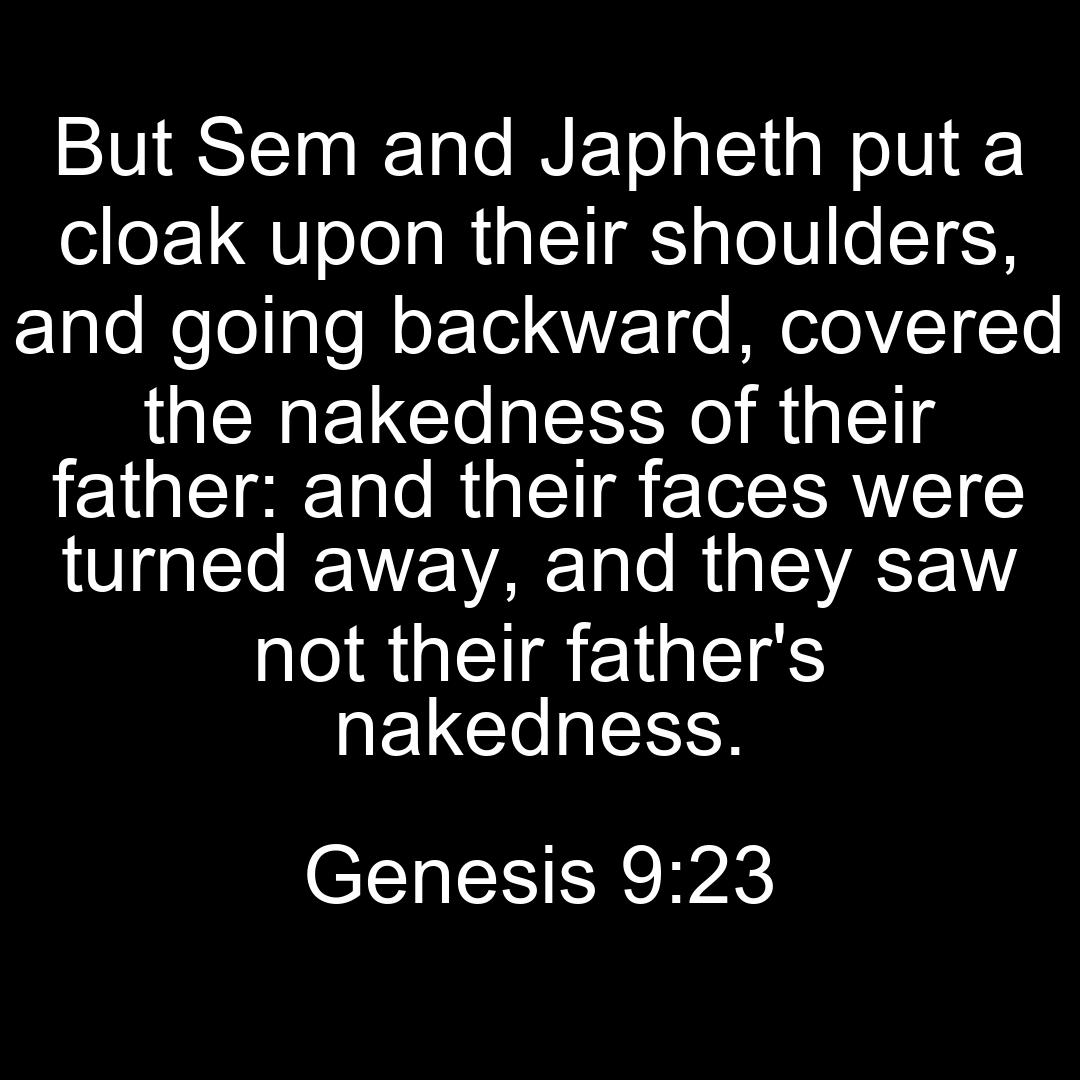 But Sem and Japheth put a
cloak upon their shoulders,
and going backward, covered
the nakedness of their
father: and their faces were
turned away, and they saw
not their father's
nakedness.
Genesis 9:23